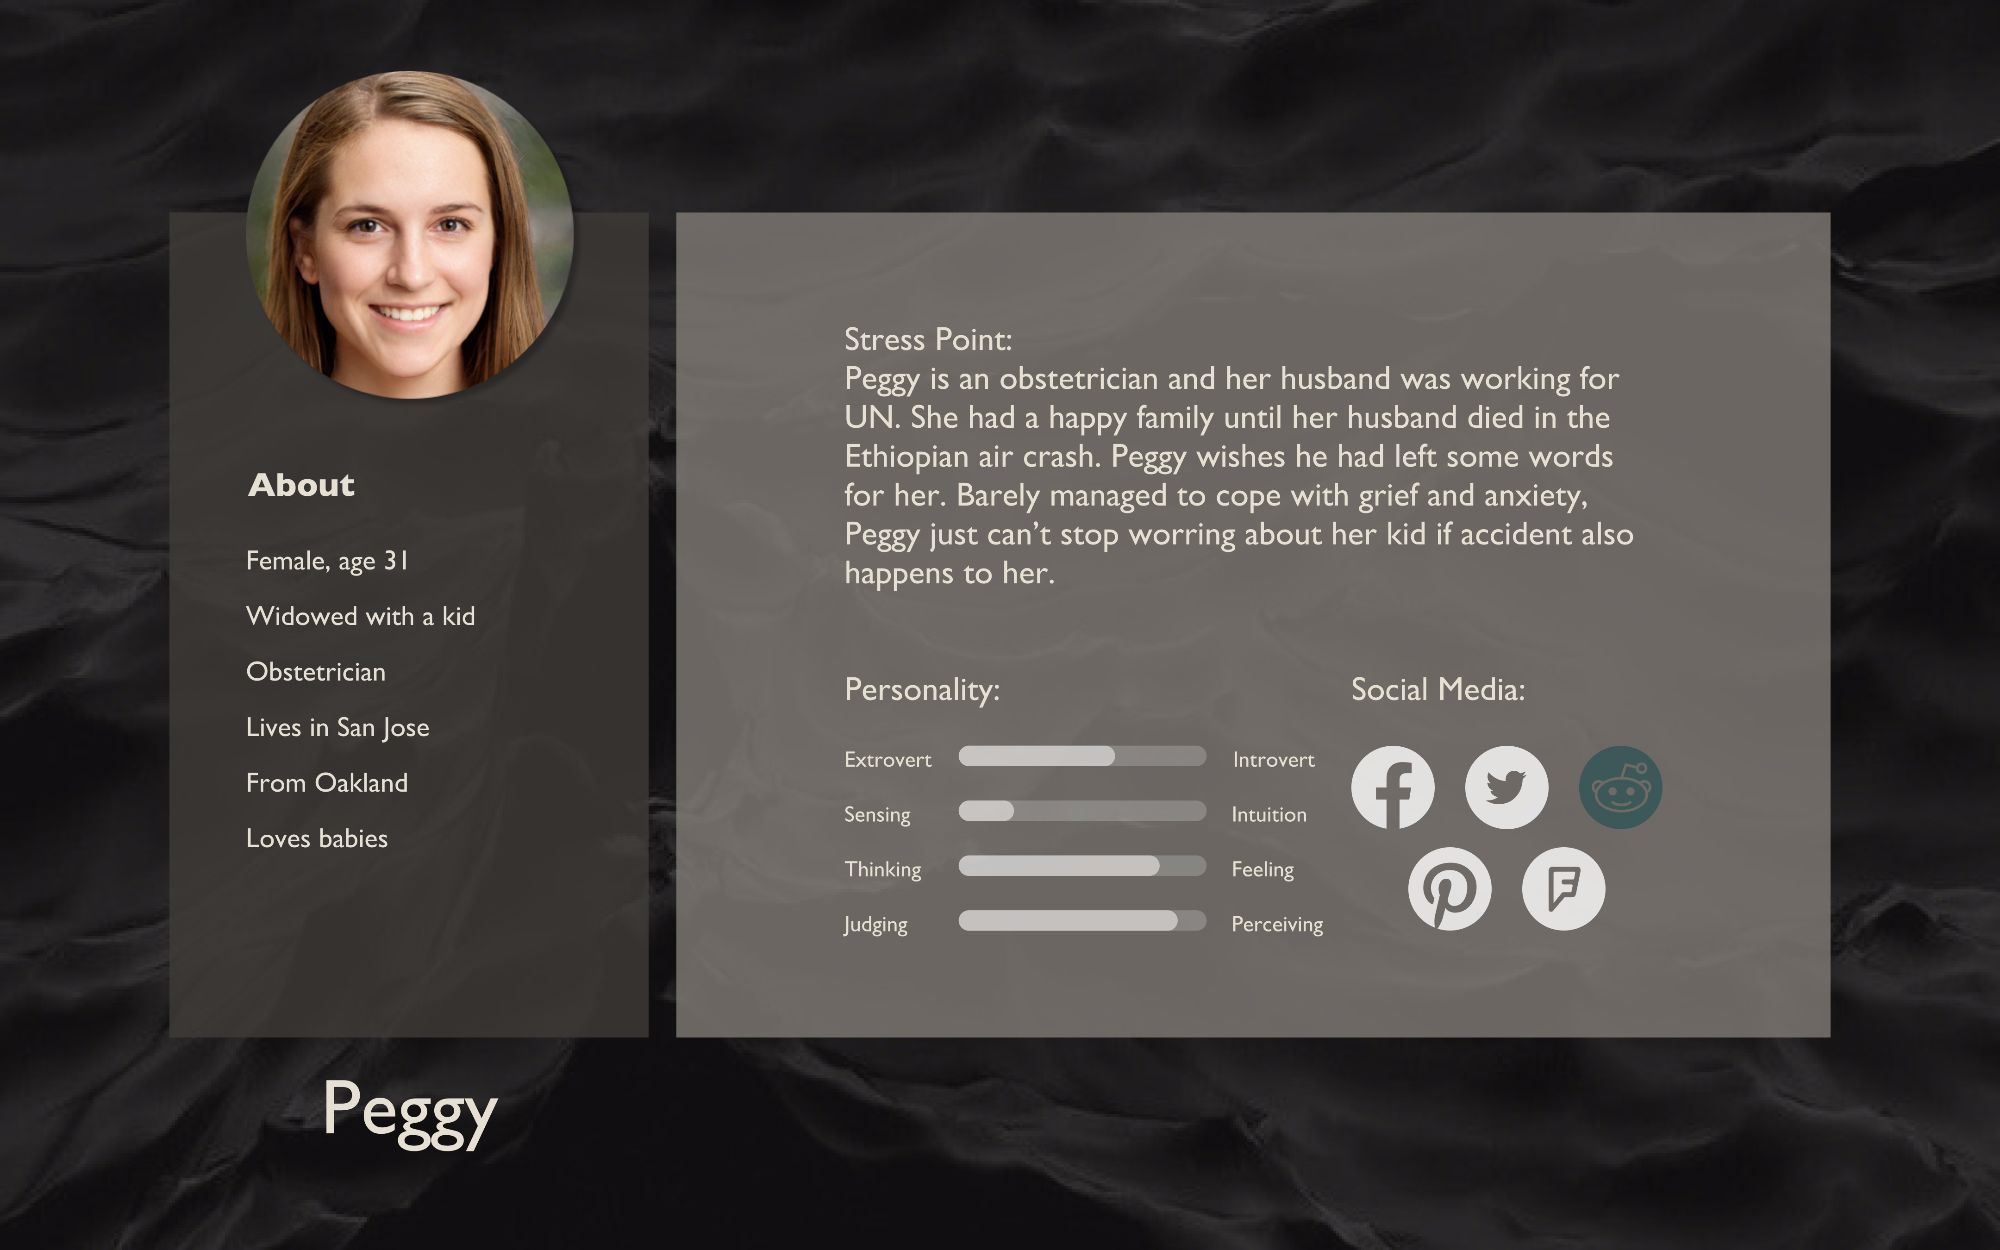 About
Female, age 31
Widowed with a kid
Obstetrician
Lives in San Jose
From Oakland
Loves babies
Peggy
Stress Point:
Peggy is an obstetrician and her husband was working for
UN. She had a happy family until her husband died in the
Ethiopian air crash. Peggy wishes he had left some words
for her. Barely managed to cope with grief and anxiety,
Peggy just can’t stop worring about her kid if accident also
happens to her.
Personality:
Extrovert Introvert
Sensing Intuition
Thinking Feeling
Judging Perceiving
Social Media: